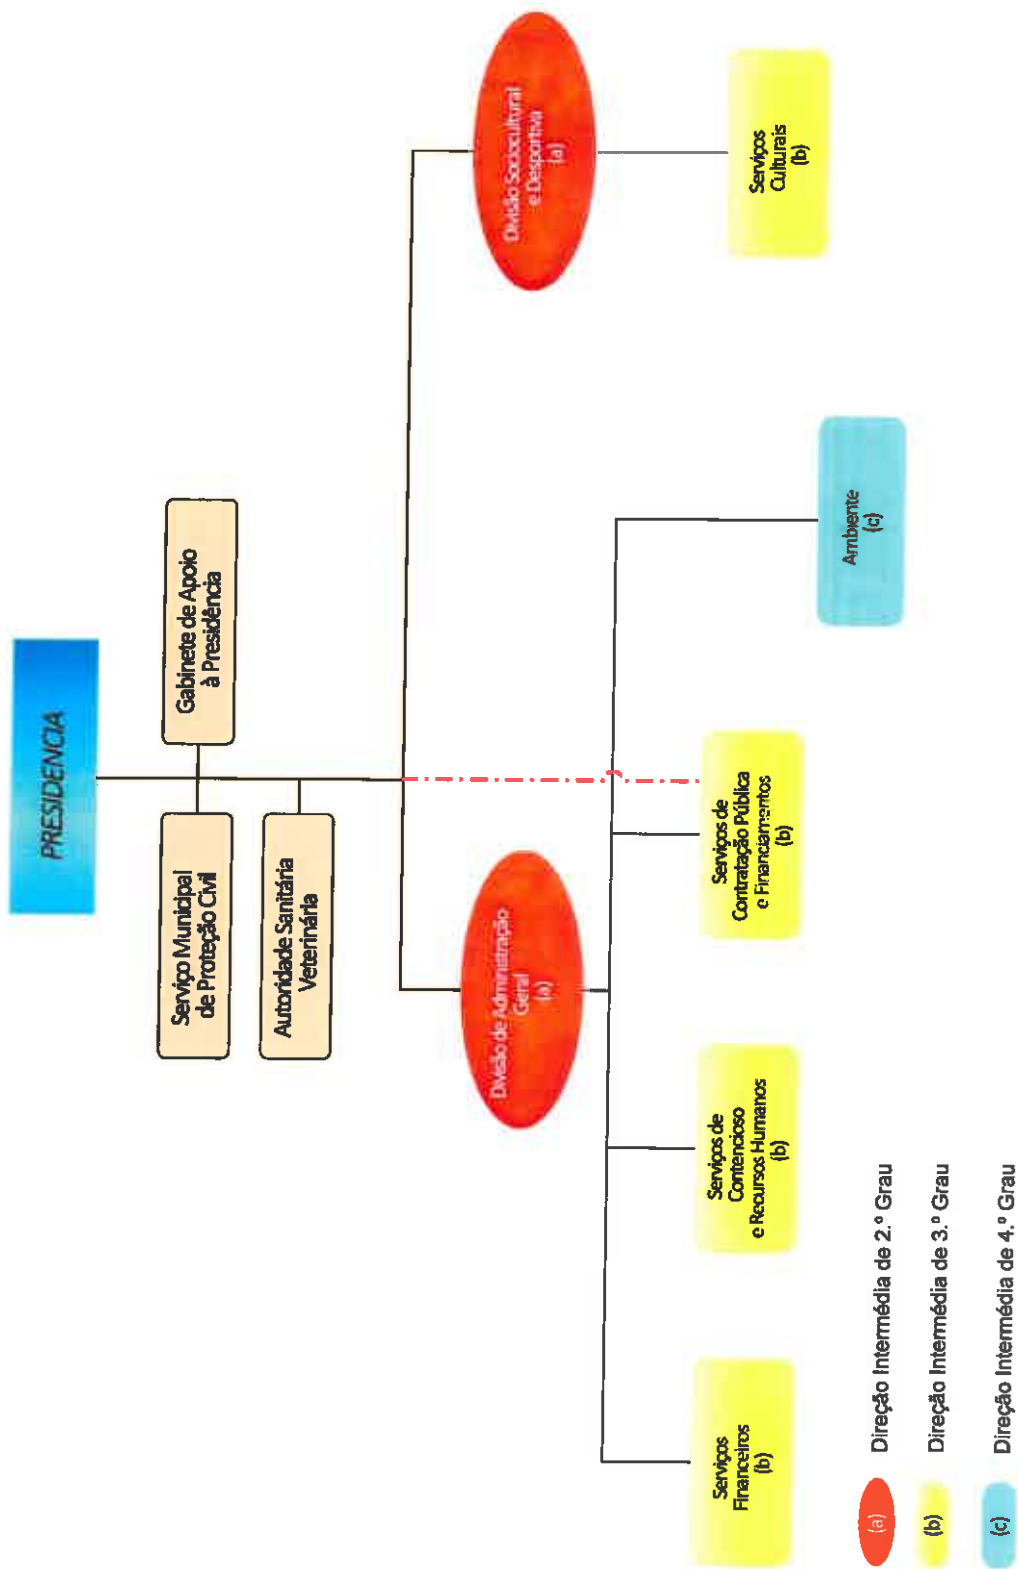 PRESIDENCIA
Serviço Municipal
de Proteção Civil
Gabinete de Apoio
à Presidência
Autoridade Sanitária
Veterinária
Divisão de Administração
Geral
(a)
Divisão Sociocultural
e Desportiva
(a)
Serviços
Financeiros
(b)
Serviços de
Contencioso
e Recursos Humanos
(b)
Serviços de
Contratação Pública
e Financiamentos
(b)
Ambiente
(c)
Serviços
Culturais
(b)
(a) Direção Intermédia de 2.º Grau
(b) Direção Intermédia de 3.º Grau
(c) Direção Intermédia de 4.º Grau